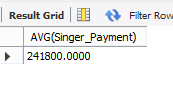 Result Grid Filter Row
AVG(Singer_Payment)
241800.0000